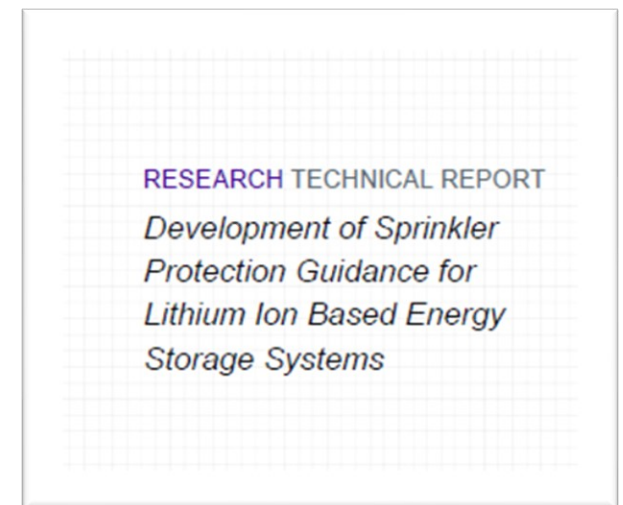 RESEARCH TECHNICAL REPORT
Development of Sprinkler
Protection Guidance for
Lithium Ion Based Energy
Storage Systems